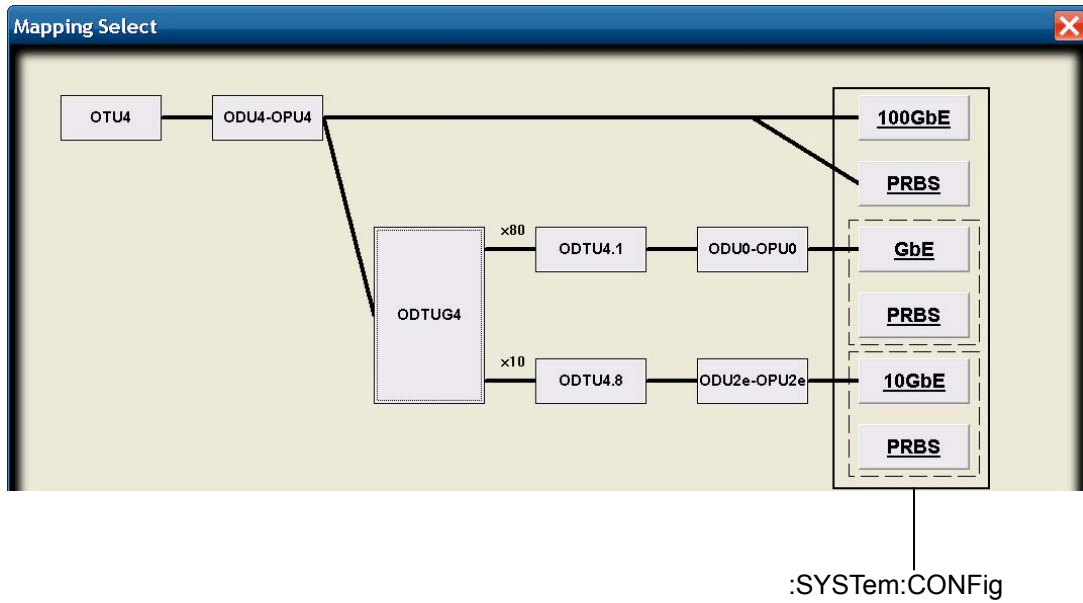 Mapping Select
OTU4
ODU4-OPU4
100GbE
PRBS
×80
ODTU4.1
ODU0-OPU0
GbE
ODTUG4
PRBS
×10
ODTU4.8
ODU2e-OPU2e
10GbE
PRBS
:SYSTem:CONFig